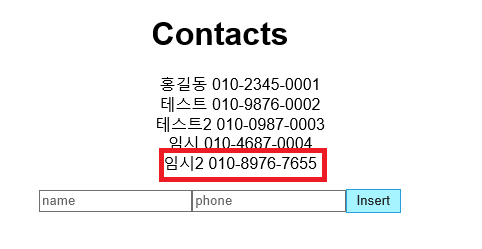 Contacts
홍길동 010-2345-0001
테스트 010-9876-0002
테스트2 010-0987-0003
임시 010-4687-0004
임시2 010-8976-7655
name phone Insert